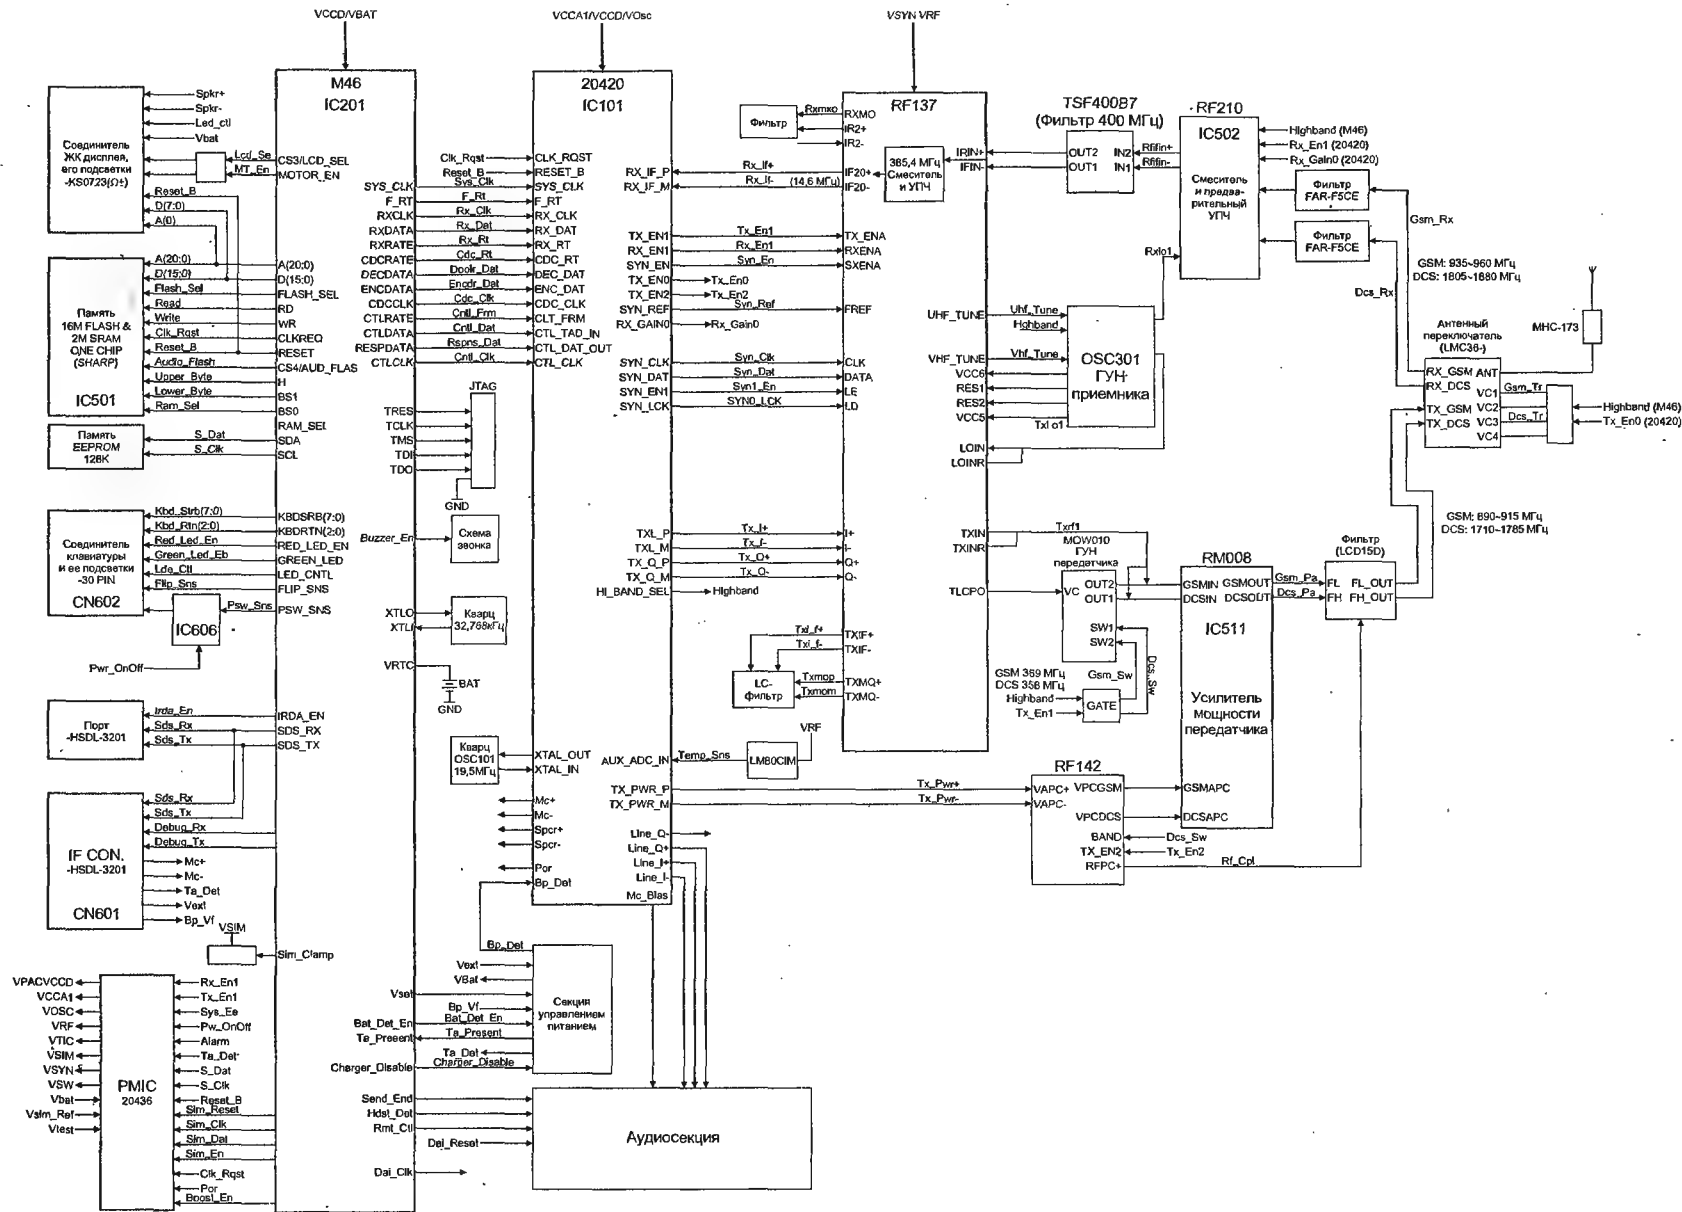 VCCD/VBAT
VCCA1/VCCD/VOsc
VSYN VRF
Spkr+
Spkr-
Led_ctl
Vbat
Соединитель
ЖК дисплея,
его подсветки
-KS0723(Ω±)
Lcd_Se
MT_En
Reset_B
D(7:0)
A(0)
Память
16M FLASH &
2M SRAM
ONE CHIP
(SHARP)
IC501
A(20:0)
D(15:0)
Flash_Sel
Read
Write
Clk_Rqst
Reset_B
Audio_Flash
Upper_Byte
Lower_Byte
Ram_Sel
Память
EEPROM
128K
S_Dat
S_Clk
Соединитель
клавиатуры
и ее подсветки
-30 PIN
CN602
Kbd_Strb(7:0)
Kbd_Rtn(2:0)
Red_Led_En
Green_Led_Eb
Lde_Ctl
Flip_Sns
Psw_Sns
IC606
Pwr_OnOff
Порт
-HSDL-3201
Irda_En
Sds_Rx
Sds_Tx
IF CON.
-HSDL-3201
CN601
Sds_Rx
Sds_Tx
Debug_Rx
Debug_Tx
Mc+
Mc-
Ta_Det
Vext
Bp_Vf
VSIM
Sim_Clamp
PMIC
20436
VPACVCCD
VCCA1
VOSC
VRF
VTIC
VSIM
VSYN
VSW
Vbat
Vsim_Ref
Vtest
Rx_En1
Tx_En1
Sys_Ee
Pw_OnOff
Alarm
Ta_Det
S_Dat
S_Clk
Reset_B
Sim_Reset
Sim_Clk
Sim_Dat
Sim_En
Clk_Rqst
Por
Boost_En
M46
IC201
CS3/LCD_SEL
MOTOR_EN
SYS_CLK
F_RT
RXCLK
RXDATA
RXRATE
CDCRATE
DECDATA
ENCDATA
CDCCLK
CTLRATE
CTLDATA
RESPDATA
CTLCLK
A(20:0)
D(15:0)
FLASH_SEL
RD
WR
CLKREQ
RESET
CS4/AUD_FLAS
H
BS1
BS0
RAM_SEL
SDA
SCL
TRES
TCLK
TMS
TDI
TDO
KBDSRB(7:0)
KBDRTN(2:0)
RED_LED_EN
GREEN_LED
LED_CNTL
FLIP_SNS
PSW_SNS
Buzzer_En
XTLO
XTLI
VRTC
IRDA_EN
SDS_RX
SDS_TX
Vset
Bat_Det_En
Ta_Present
Charger_Disable
Send_End
Hdst_Det
Rmt_Ctl
Dai_Clk
Clk_Rqst
Reset_B
Sys_Clk
F_Rt
Rx_Clk
Rx_Dat
Rx_Rt
Cdc_Rt
Doolr_Dat
Encdr_Dat
Cdc_Clk
Cntl_Frm
Cntl_Dat
Rspns_Dat
Cntl_Clk
JTAG
GND
Схема
звонка
Кварц
32,768кГц
BAT
GND
Кварц
OSC101
19,5МГц
Mc+
Mc-
Spcr+
Spcr-
Por
Bp_Det
Bp_Det
Vext
VBat
Bp_Vf
Bat_Det_En
Ta_Present
Ta_Det
Charger_Disable
Секция
управлением
питанием
Del_Reset
Аудиосекция
20420
IC101
CLK_RQST
RESET_B
SYS_CLK
F_RT
RX_CLK
RX_DAT
RX_RT
CDC_RT
DEC_DAT
ENC_DAT
CDC_CLK
CLT_FRM
CTL_TAD_IN
CTL_DAT_OUT
CTL_CLK
RX_IF_P
RX_IF_M
TX_EN1
RX_EN1
SYN_EN
TX_EN0
TX_EN2
SYN_REF
RX_GAIN0
SYN_CLK
SYN_DAT
SYN_EN1
SYN_LCK
TXL_P
TXL_M
TX_Q_P
TX_Q_M
HI_BAND_SEL
XTAL_OUT
XTAL_IN
AUX_ADC_IN
TX_PWR_P
TX_PWR_M
Line_Q-
Line_Q+
Line_I+
Line_I-
Mc_Bias
Rx_If+
Rx_If- (14,6 МГц)
Tx_En1
Rx_En1
Syn_En
Tx_En0
Tx_En2
Syn_Ref
Rx_Gain0
Syn_Clk
Syn_Dat
Syn1_En
SYN0_LCK
Tx_I+
Tx_I-
Tx_Q+
Tx_Q-
Highband
Temp_Sns
LM80CIM
VRF
Tx_Pwr+
Tx_Pwr-
Фильтр
Rxmxo
RF137
RXMO
IR2+
IR2-
385,4 МГц
Смеситель
и УПЧ
IF20+
IF20-
IRIN+
IFIN-
TX_ENA
RXENA
SXENA
FREF
CLK
DATA
LE
LD
UHF_TUNE
VHF_TUNE
VCC6
RES1
RES2
VCC5
LOIN
LOINR
I+
I-
Q+
Q-
TXIN
TXINR
TLCPO
TXIF+
TXIF-
TXMQ+
TXMQ-
Txi_f+
Txi_f-
Txmop
Txmom
LC-
фильтр
TSF400B7
(Фильтр 400 МГц)
OUT2 IN2
OUT1 IN1
Rfifin+
Rfifin-
RF210
IC502
Смеситель
и предва-
рительный
УПЧ
Highband (M46)
Rx_En1 (20420)
Rx_Gain0 (20420)
Фильтр
FAR-F5CE
Фильтр
FAR-F5CE
Gsm_Rx
Dcs_Rx
GSM: 935~960 МГц
DCS: 1805~1680 МГц
Rxlo1
Uhf_Tune
Hghband
Vhf_Tune
OSC301
ГУН
приемника
Txlo1
MHC-173
Антенный
переключатель
(LMC36-)
RX_GSM ANT
RX_DCS
TX_GSM
TX_DCS
VC1
VC2
VC3
VC4
Gsm_Tr
Dcs_Tr
Highband (M46)
Tx_En0 (20420)
GSM: 890~915 МГц
DCS: 1710~1785 МГц
Фильтр
(LCD15D)
FL FL_OUT
FH FH_OUT
Txrf1
MOW010
ГУН
передатчика
VC
OUT2
OUT1
SW1
SW2
Dcs_Sw
Gsm_Sw
GSM 369 МГц
DCS 358 МГц
Highband
Tx_En1
GATE
RM008
GSMIN GSMOUT
DCSIN DCSOUT
IC511
Усилитель
мощности
передатчика
GSMAPC
DCSAPC
Gsm_Pa
Dcs_Pa
RF142
VAPC+
VAPC-
VPCGSM
VPCDCS
BAND
TX_EN2
RFPC+
Dcs_Sw
Tx_En2
Rf_Cpl